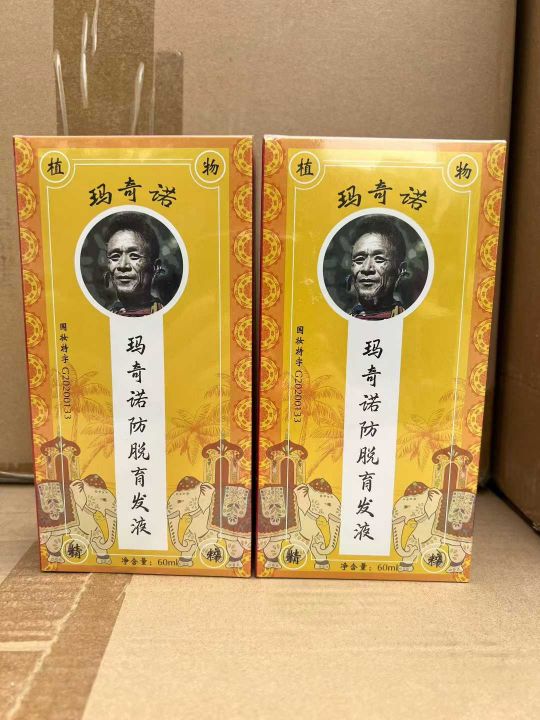 植
物
玛奇诺
国妆特字G20200133
玛奇诺防脱育发液
精
粹
净含量：60ml
植
物
玛奇诺
国妆特字G20200133
玛奇诺防脱育发液
精
粹
净含量：60ml